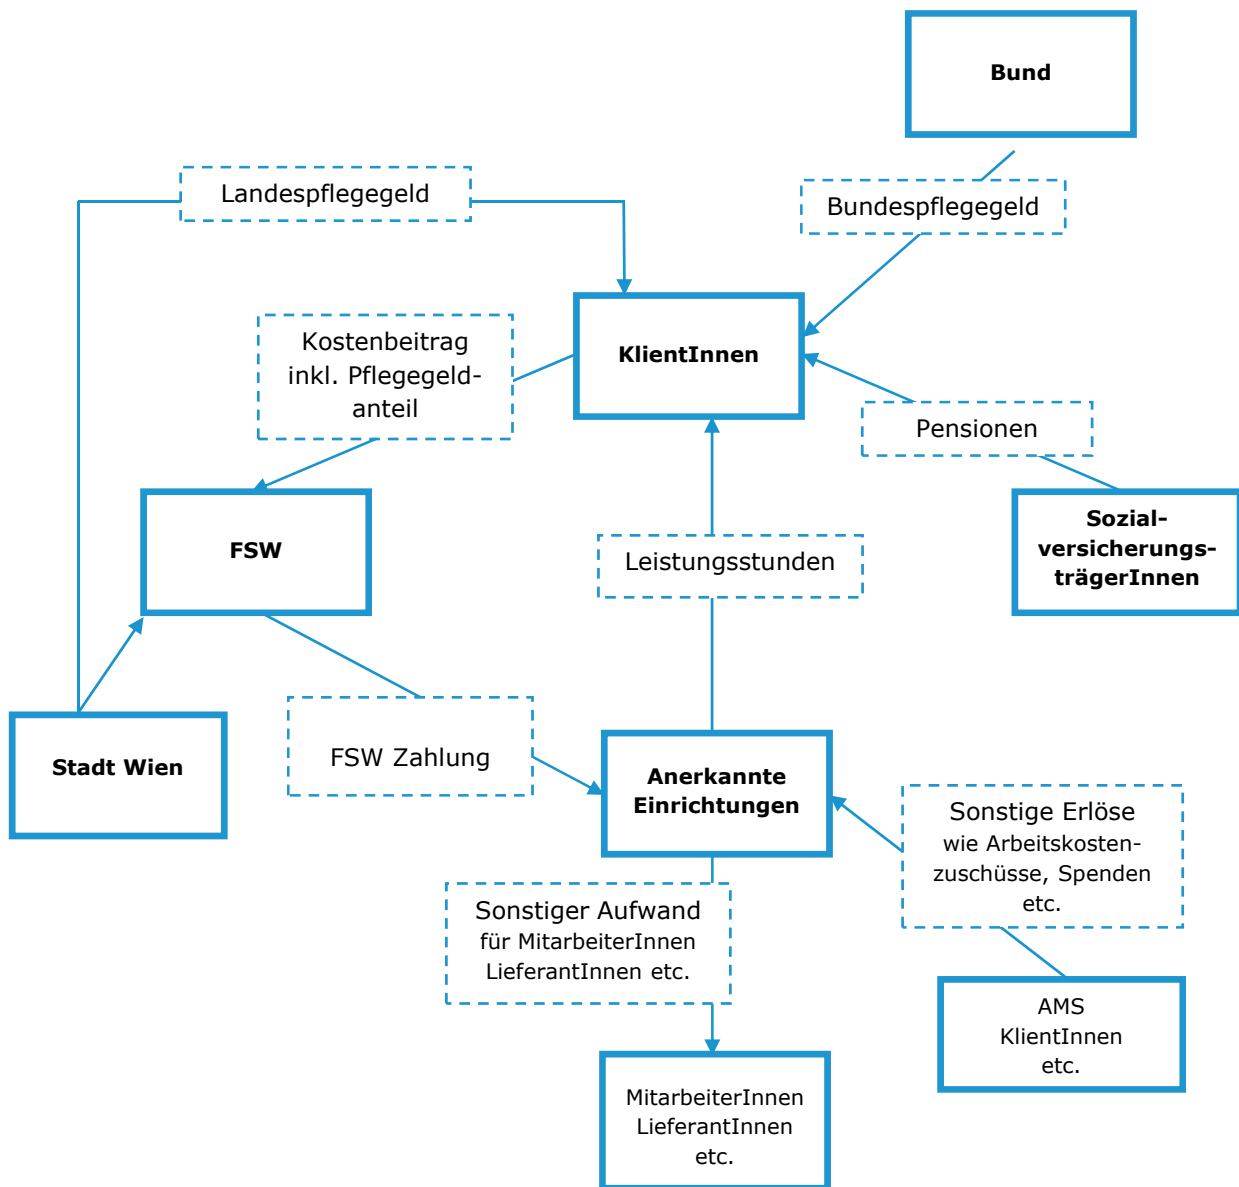 Bund
Landespflegegeld
Bundespflegegeld
Kostenbeitrag
inkl. Pflegegeld-
anteil
KlientInnen
Pensionen
FSW
Leistungsstunden
Sozial-
versicherungs-
trägerInnen
Stadt Wien
FSW Zahlung
Anerkannte
Einrichtungen
Sonstige Erlöse
wie Arbeitskosten-
zuschüsse, Spenden
etc.
Sonstiger Aufwand
für MitarbeiterInnen
LieferantInnen etc.
AMS
KlientInnen
etc.
MitarbeiterInnen
LieferantInnen
etc.